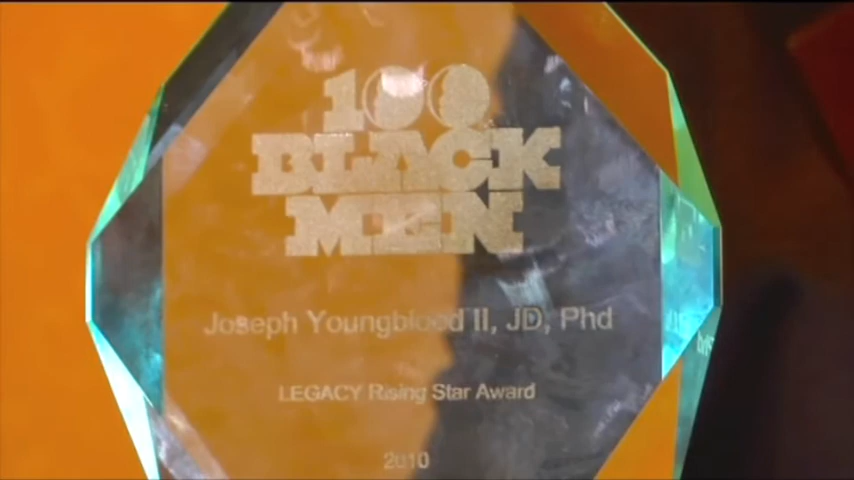 100
BLACK
MEN
Joseph Youngblood II, JD, Phd
LEGACY Rising Star Award
2010